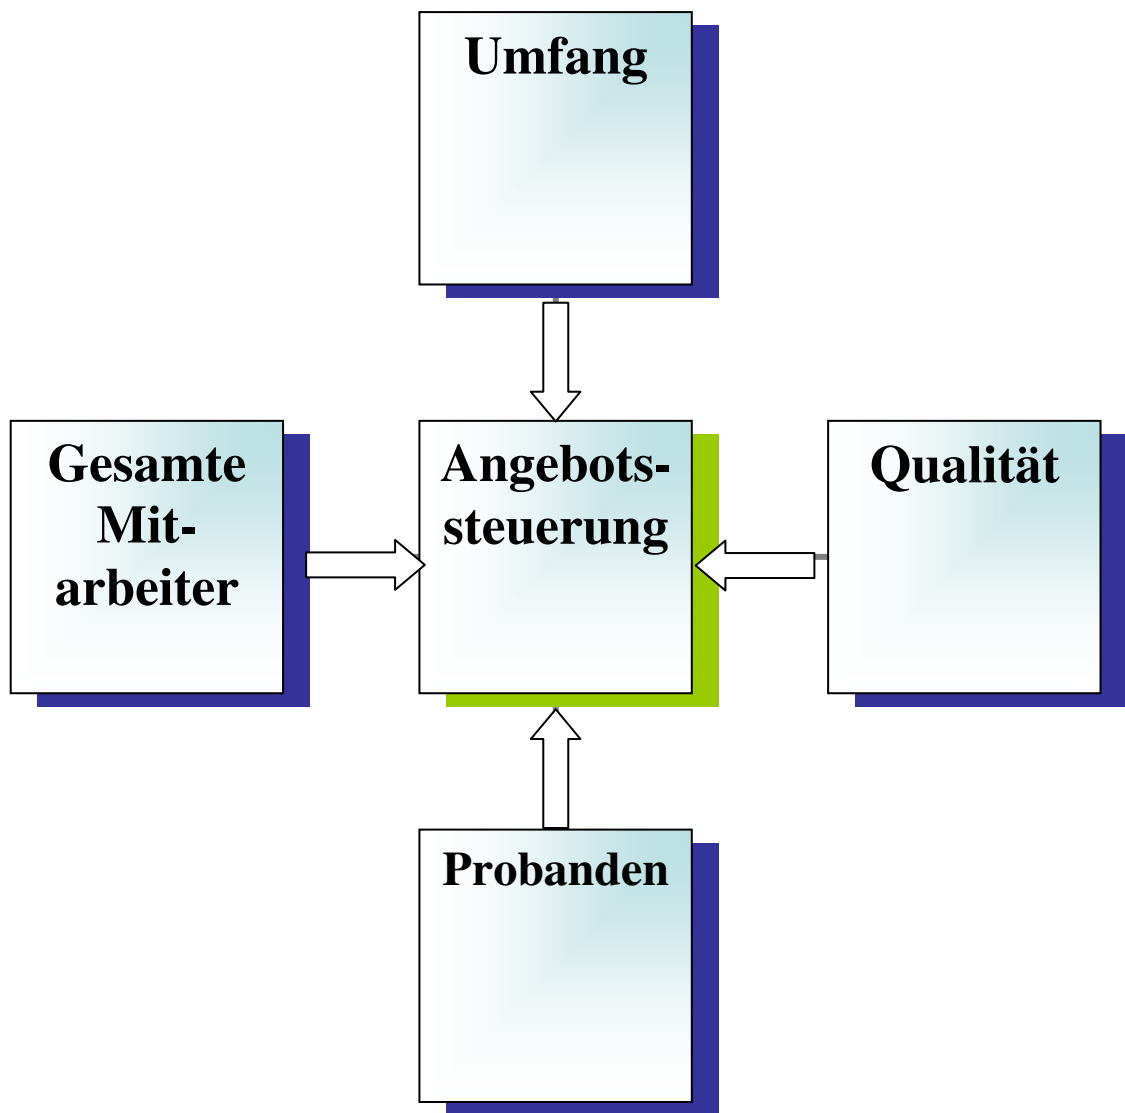 Umfang
Gesamte
Mit-
arbeiter
Angebots-
steuerung
Qualität
Probanden